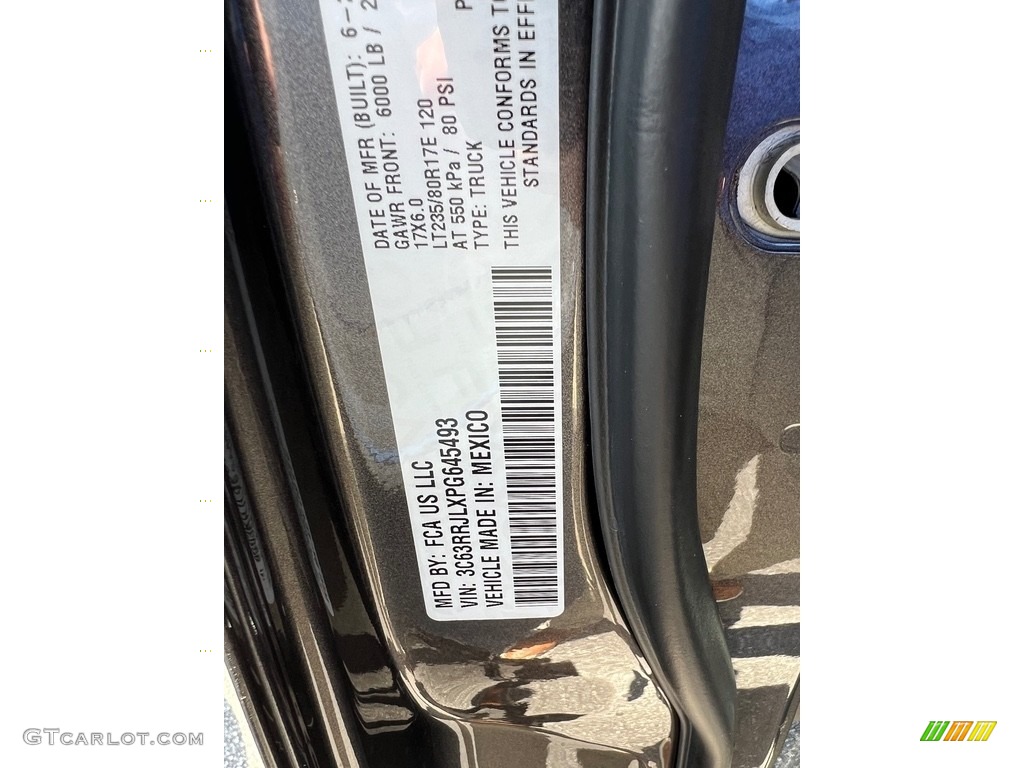 MFD BY: FCA US LLC
DATE OF MFR (BUILT): 6-
VIN: 3C63RRJLXPG645493
GAWR FRONT: 6000 LB /
VEHICLE MADE IN: MEXICO
17X6.0
LT235/80R17E 120
AT 550 kPa / 80 PSI
TYPE: TRUCK
THIS VEHICLE CONFORMS
STANDARDS IN
GTCARLOT.COM